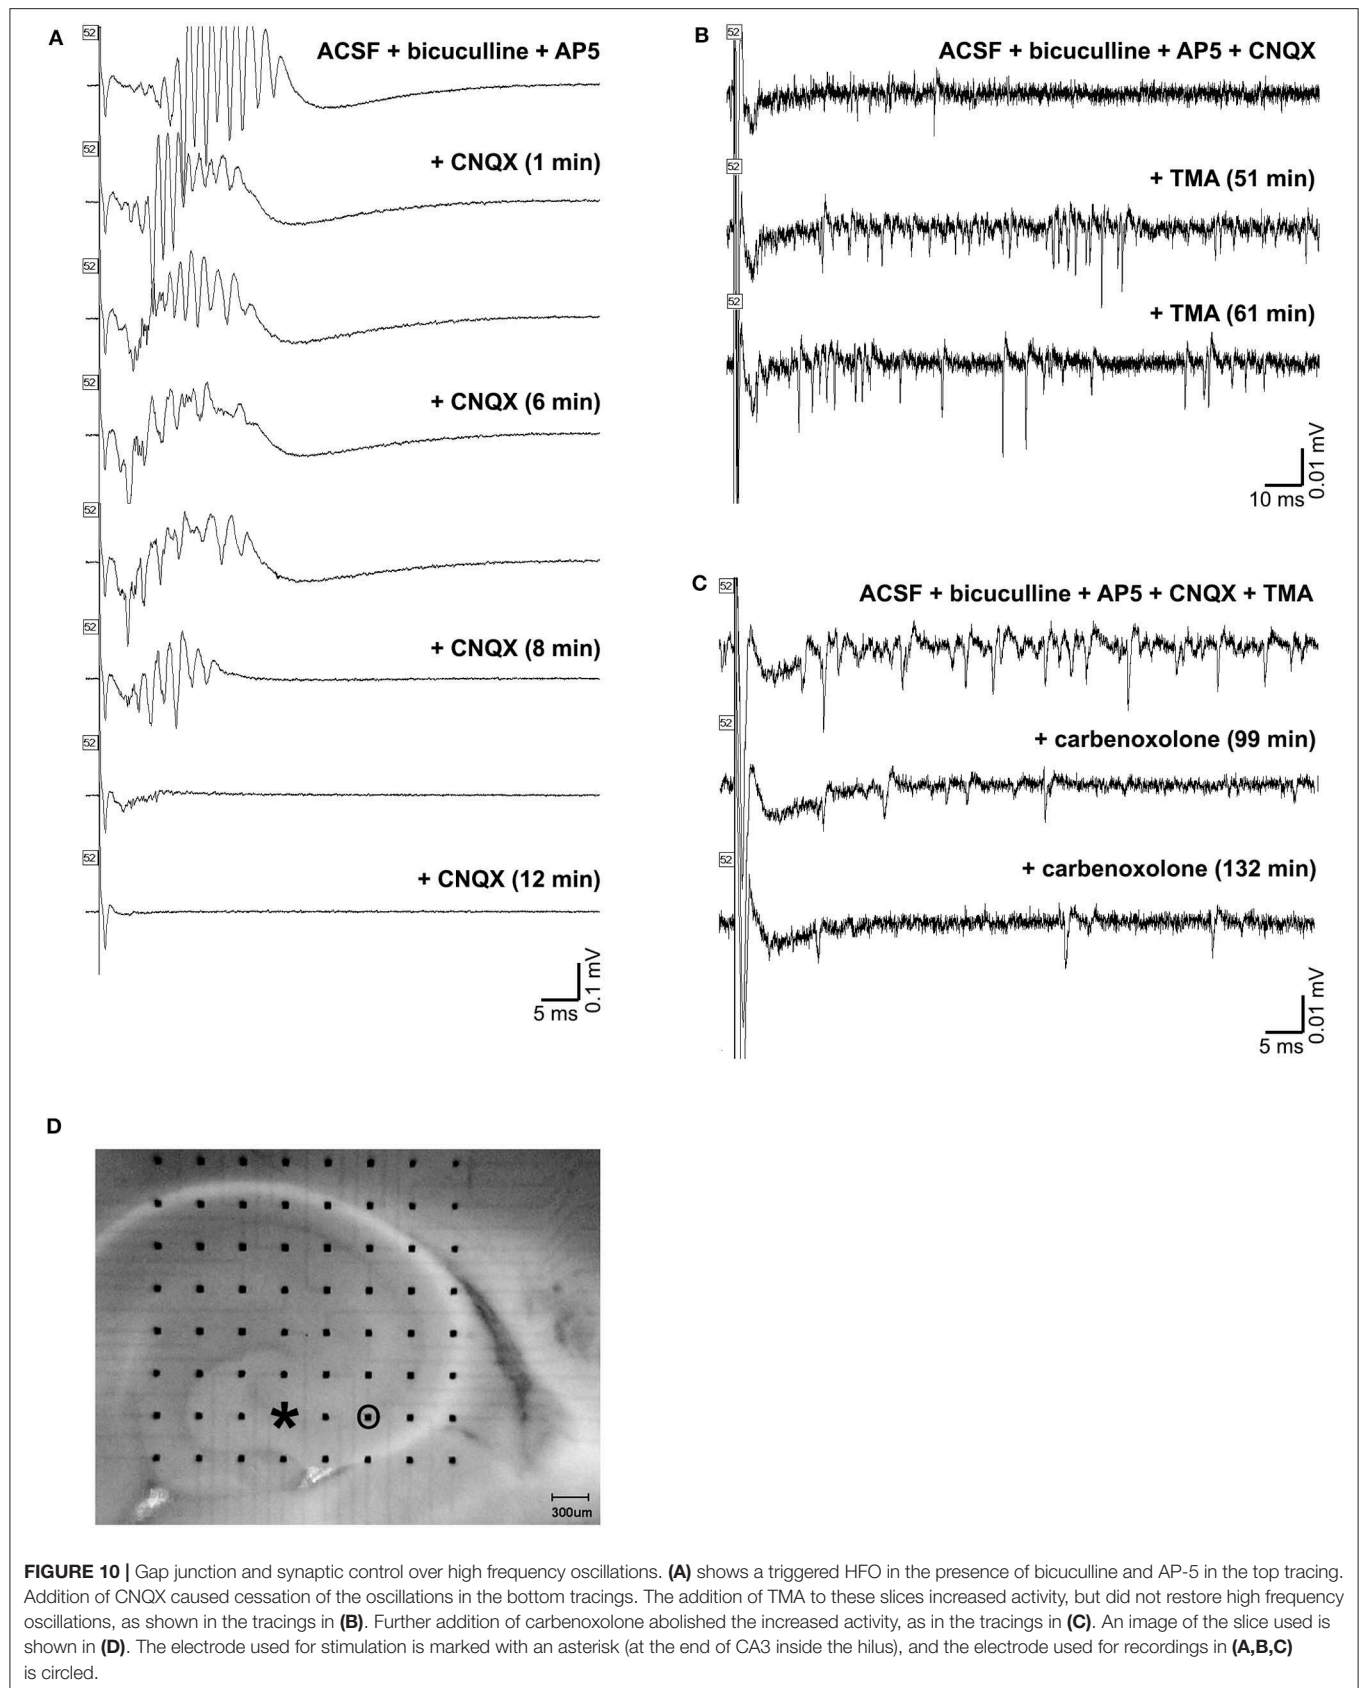 A
52
ACSF + bicuculline + AP5
52
+ CNQX (1 min)
52
52
+ CNQX (6 min)
52
52
+ CNQX (8 min)
52
52
+ CNQX (12 min)
0.1 mV
5 ms
B
52
ACSF + bicuculline + AP5 + CNQX
52
+ TMA (51 min)
52
+ TMA (61 min)
0.01 mV
10 ms
C
52
ACSF + bicuculline + AP5 + CNQX + TMA
52
+ carbenoxolone (99 min)
52
+ carbenoxolone (132 min)
0.01 mV
5 ms
D
*
300um
FIGURE 10 | Gap junction and synaptic control over high frequency oscillations. (A) shows a triggered HFO in the presence of bicuculline and AP-5 in the top tracing.
Addition of CNQX caused cessation of the oscillations in the bottom tracings. The addition of TMA to these slices increased activity, but did not restore high frequency
oscillations, as shown in the tracings in (B). Further addition of carbenoxolone abolished the increased activity, as in the tracings in (C). An image of the slice used is
shown in (D). The electrode used for stimulation is marked with an asterisk (at the end of CA3 inside the hilus), and the electrode used for recordings in (A,B,C)
is circled.